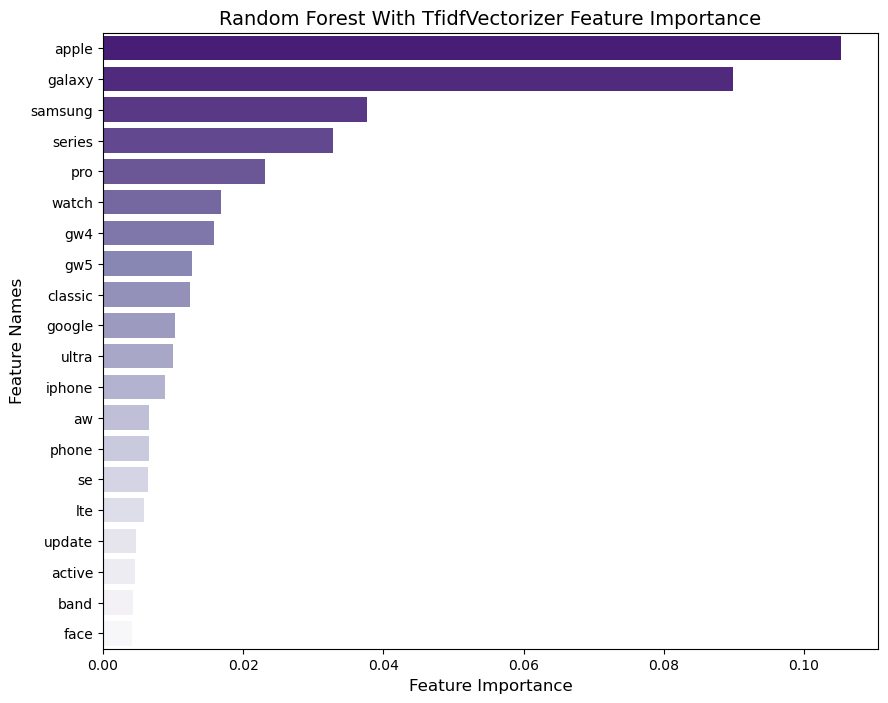 Random Forest With TfidfVectorizer Feature Importance
apple
galaxy
samsung
series
pro
watch
gw4
gw5
classic
google
ultra
iphone
aw
phone
se
lte
update
active
band
face
Feature Names
0.00 0.02 0.04 0.06 0.08 0.10
Feature Importance